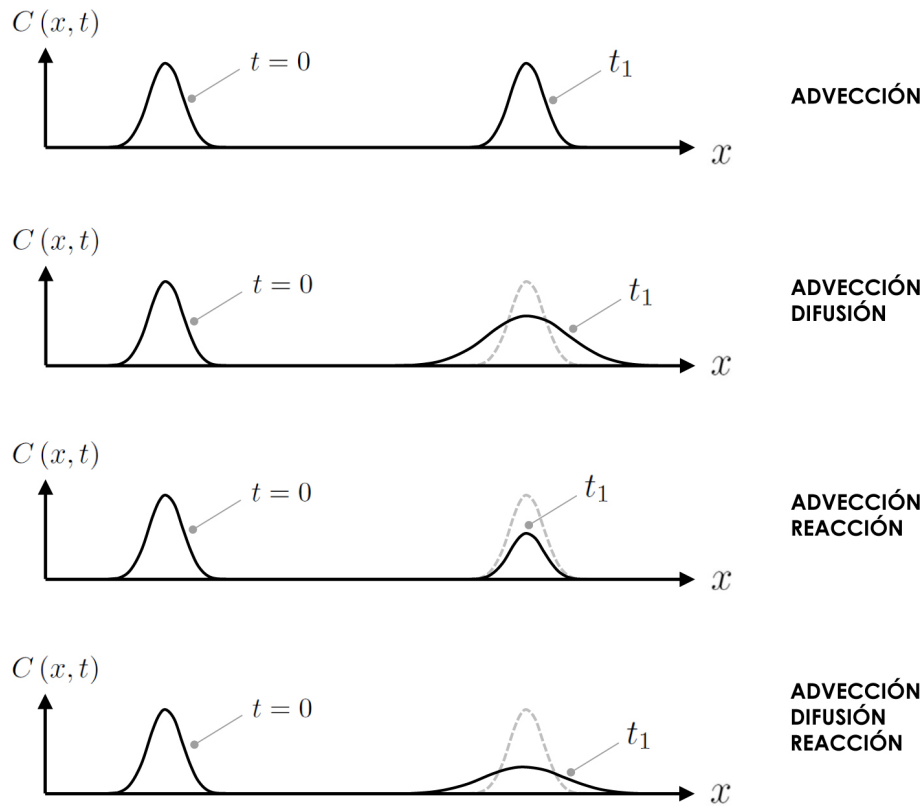 C (x, t)
t = 0
t₁
x
ADVECCIÓN
C (x, t)
t = 0
t₁
x
ADVECCIÓN
DIFUSIÓN
C (x, t)
t = 0
t₁
x
ADVECCIÓN
REACCIÓN
C (x, t)
t = 0
t₁
x
ADVECCIÓN
DIFUSIÓN
REACCIÓN